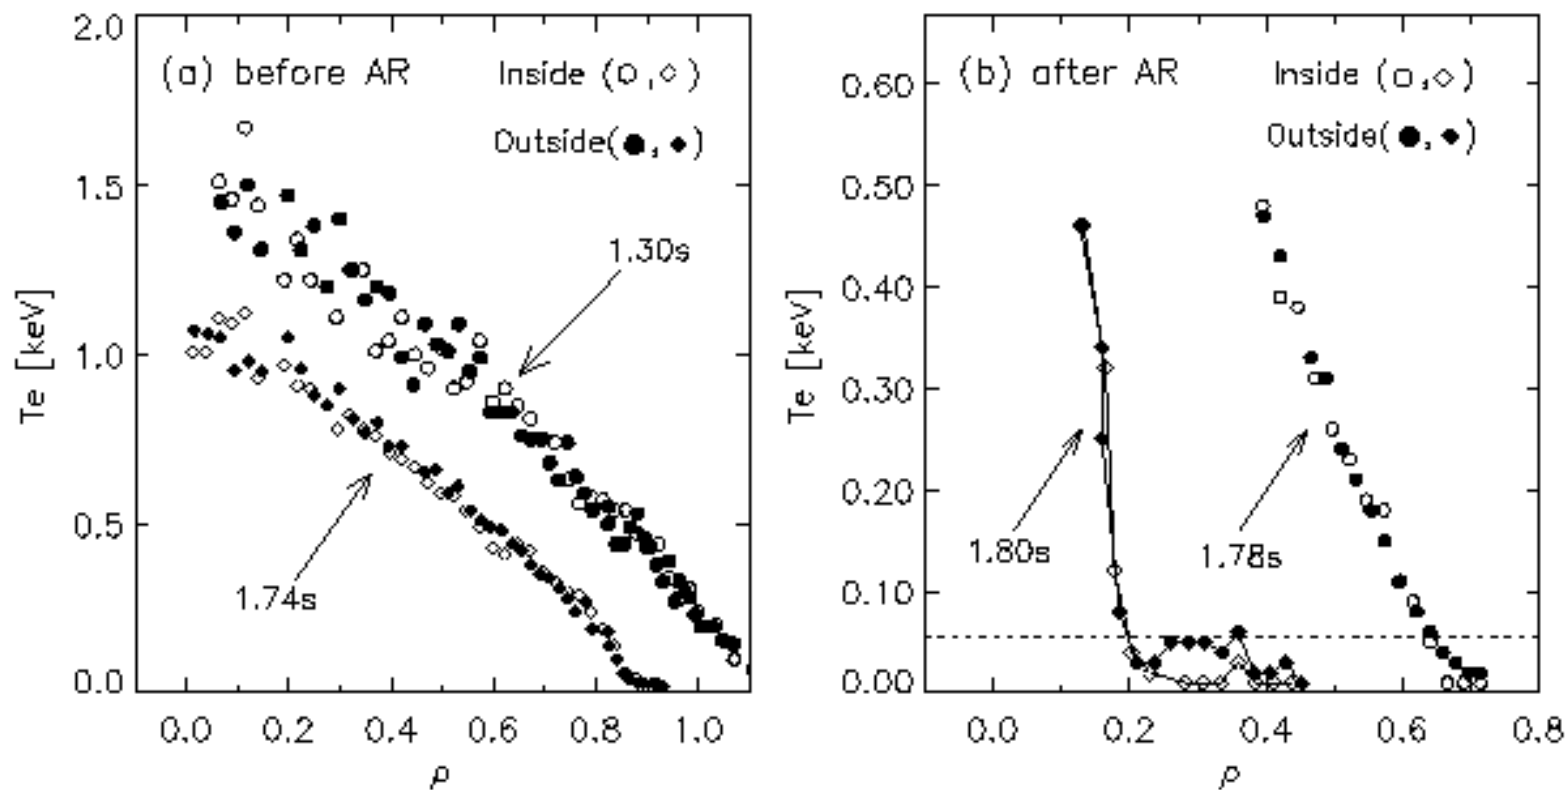 (a) before AR
Inside (○,◇)
Outside(●,◆)
1.30s
1.74s
Te [keV]
2.0
1.5
1.0
0.5
0.0
0.0 0.2 0.4 0.6 0.8 1.0
ρ
(b) after AR
Inside (○,◇)
Outside(●,◆)
1.80s
1.78s
Te [keV]
0.60
0.50
0.40
0.30
0.20
0.10
0.00
0.0 0.2 0.4 0.6 0.8
ρ